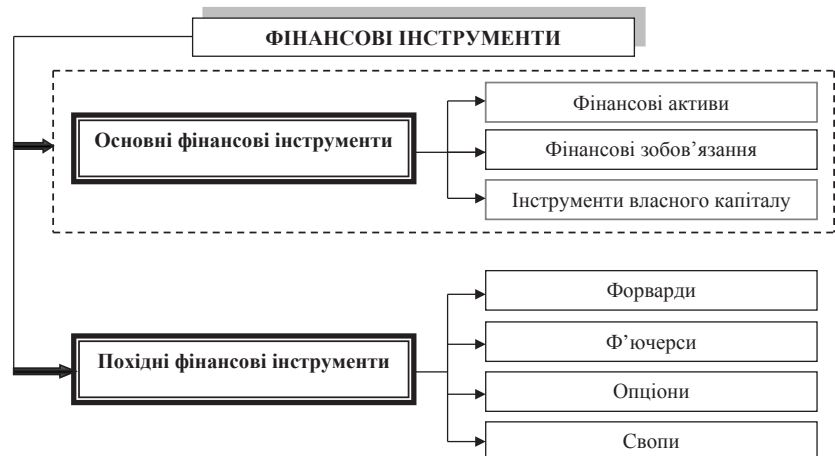 ФІНАНСОВІ ІНСТРУМЕНТИ
Основні фінансові інструменти
Фінансові активи
Фінансові зобов’язання
Інструменти власного капіталу
Похідні фінансові інструменти
Форварди
Ф’ючерси
Опціони
Свопи